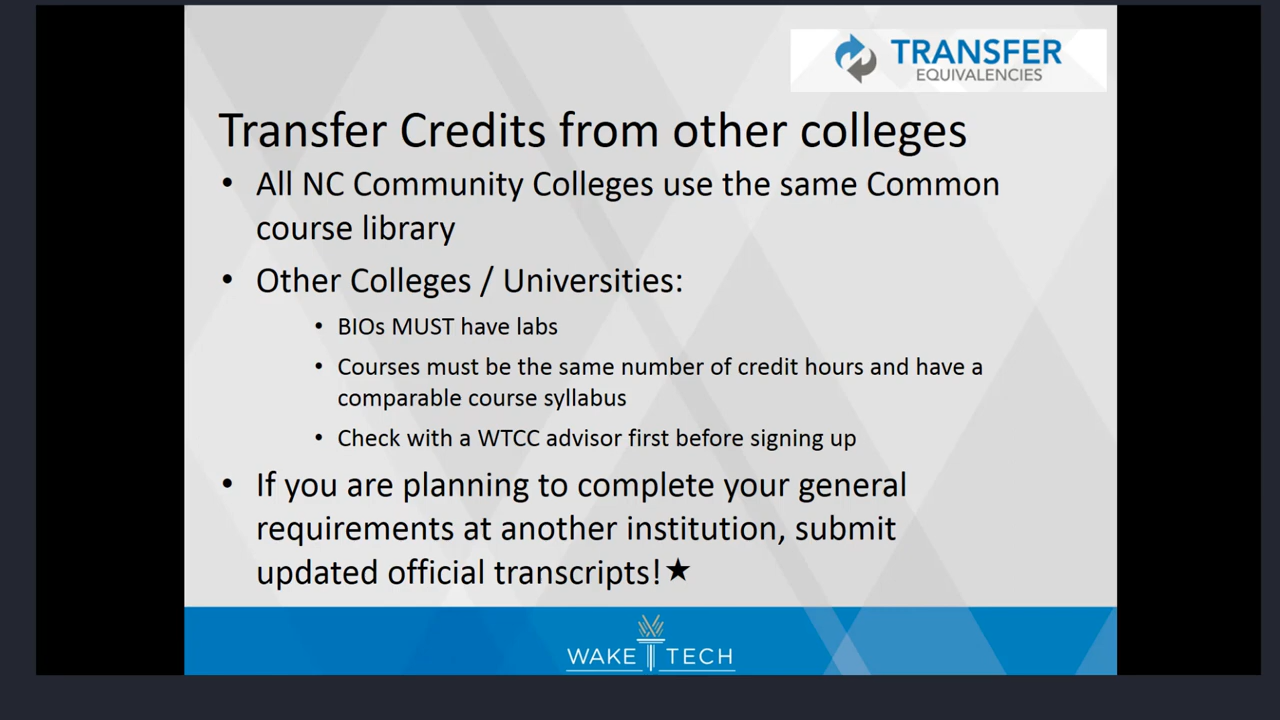 TRANSFER
EQUIVALENCIES
Transfer Credits from other colleges
• All NC Community Colleges use the same Common
course library
• Other Colleges / Universities:
• BIOs MUST have labs
• Courses must be the same number of credit hours and have a
comparable course syllabus
• Check with a WTCC advisor first before signing up
• If you are planning to complete your general
requirements at another institution, submit
updated official transcripts!★
WAKE TECH